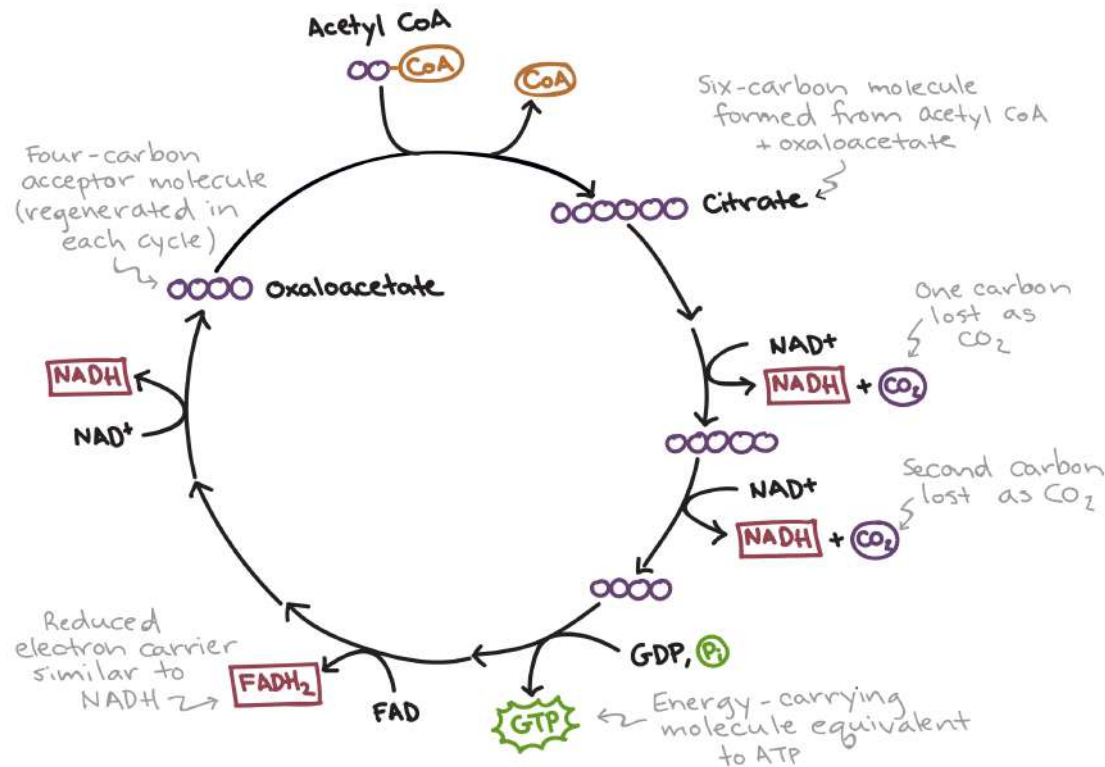 Acetyl CoA
CoA
CoA
Six-carbon molecule
formed from acetyl CoA
+ oxaloacetate
Citrate
Four-carbon
acceptor molecule
(regenerated in
each cycle)
Oxaloacetate
One carbon
lost as
CO₂
NAD+
NADH + CO₂
Second carbon
lost as CO₂
NAD+
NADH + CO₂
GDP, Pi
GTP
Energy-carrying
molecule equivalent
to ATP
FAD
FADH₂
Reduced
electron carrier
similar to
NADH
NAD+
NADH